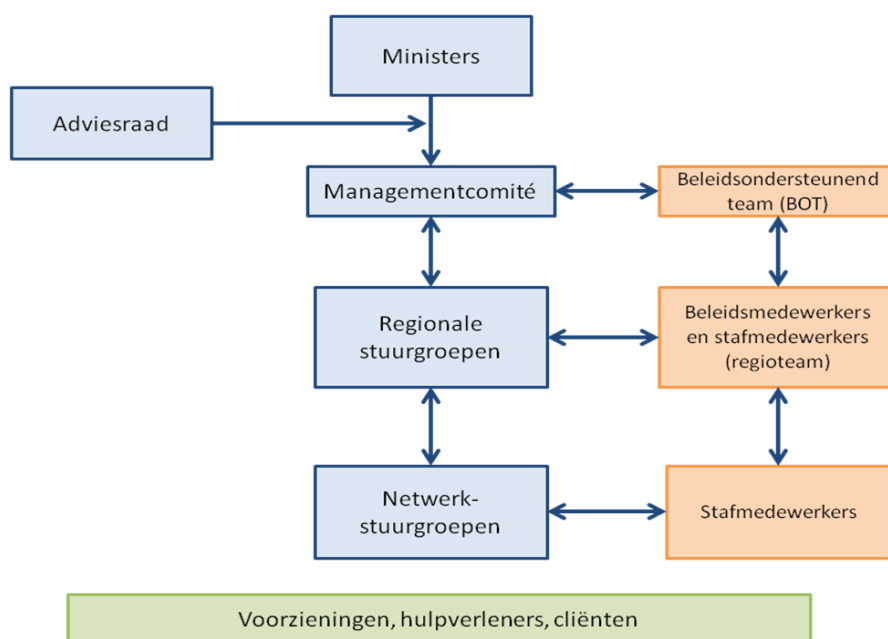 Ministers
Adviesraad
Managementcomité
Beleidsondersteunend
team (BOT)
Regionale
stuurgroepen
Beleidsmedewerkers
en stafmedewerkers
(regioteam)
Netwerk-
stuurgroepen
Stafmedewerkers
Voorzieningen, hulpverleners, cliënten